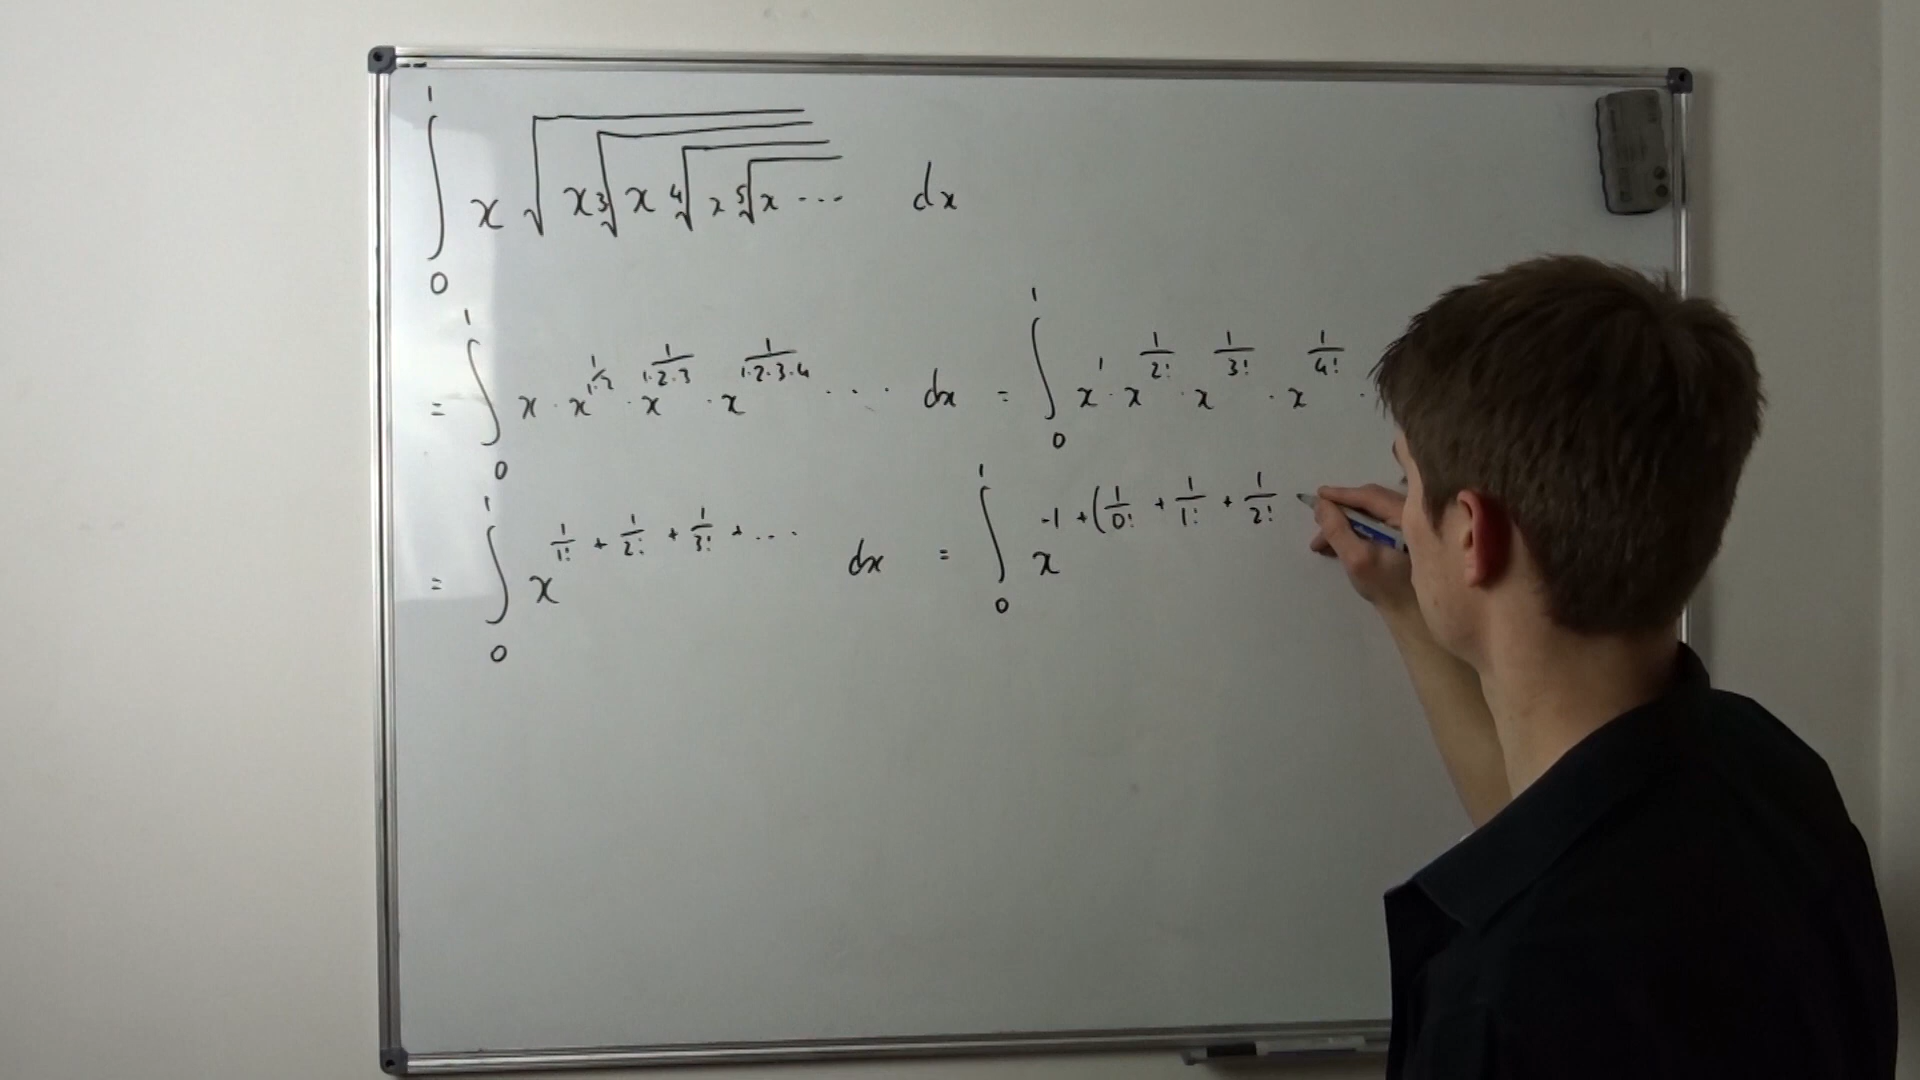 ∫₀¹ x √(x ∛(x ∜(x ⁵√(x ⋯)))) dx
= ∫₀¹ x · x^(1/(1·2)) · x^(1/(1·2·3)) · x^(1/(1·2·3·4)) ⋯ dx = ∫₀¹ x^1 · x^(1/2!) · x^(1/3!) · x^(1/4!) ·
= ∫₀¹ x^(1/1! + 1/2! + 1/3! + ⋯) dx = ∫₀¹ x^(-1 + (1/0! + 1/1! + 1/2!